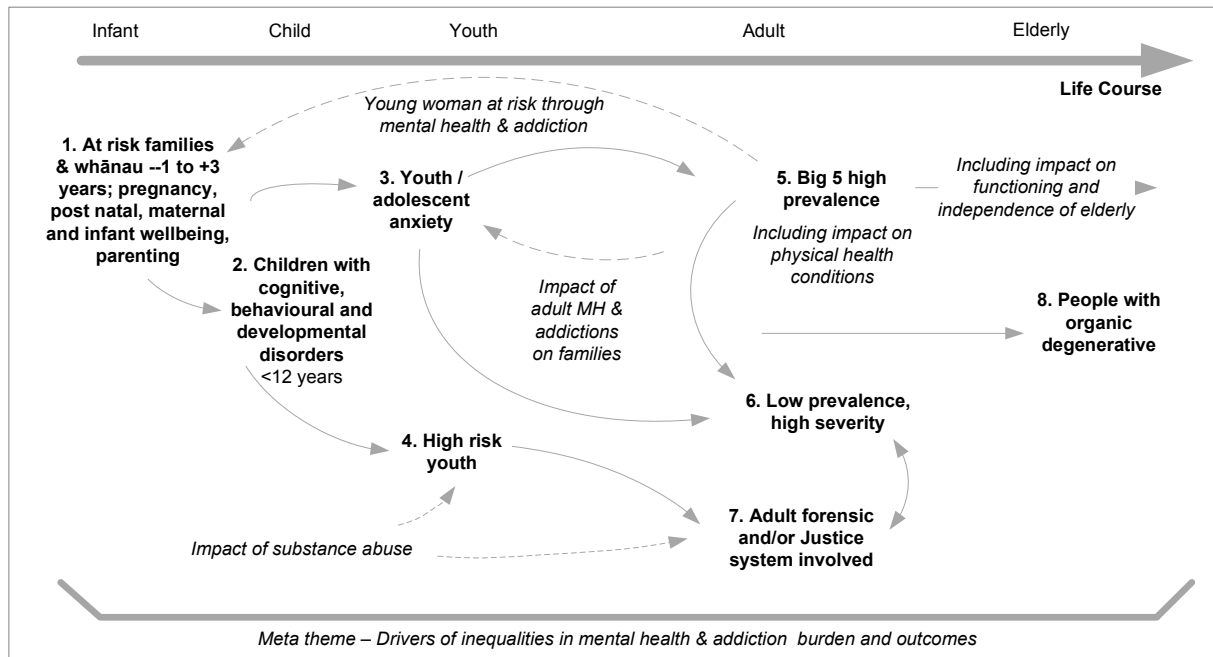 Infant
Child
Youth
Adult
Elderly
Life Course
Young woman at risk through
mental health & addiction
1. At risk families
& whānau --1 to +3
years; pregnancy,
post natal, maternal
and infant wellbeing,
parenting
3. Youth /
adolescent
anxiety
5. Big 5 high
prevalence
Including impact on
physical health
conditions
Including impact on
functioning and
independence of elderly
2. Children with
cognitive,
behavioural and
developmental
disorders
<12 years
Impact of
adult MH &
addictions
on families
8. People with
organic
degenerative
6. Low prevalence,
high severity
4. High risk
youth
7. Adult forensic
and/or Justice
system involved
Impact of substance abuse
Meta theme – Drivers of inequalities in mental health & addiction  burden and outcomes